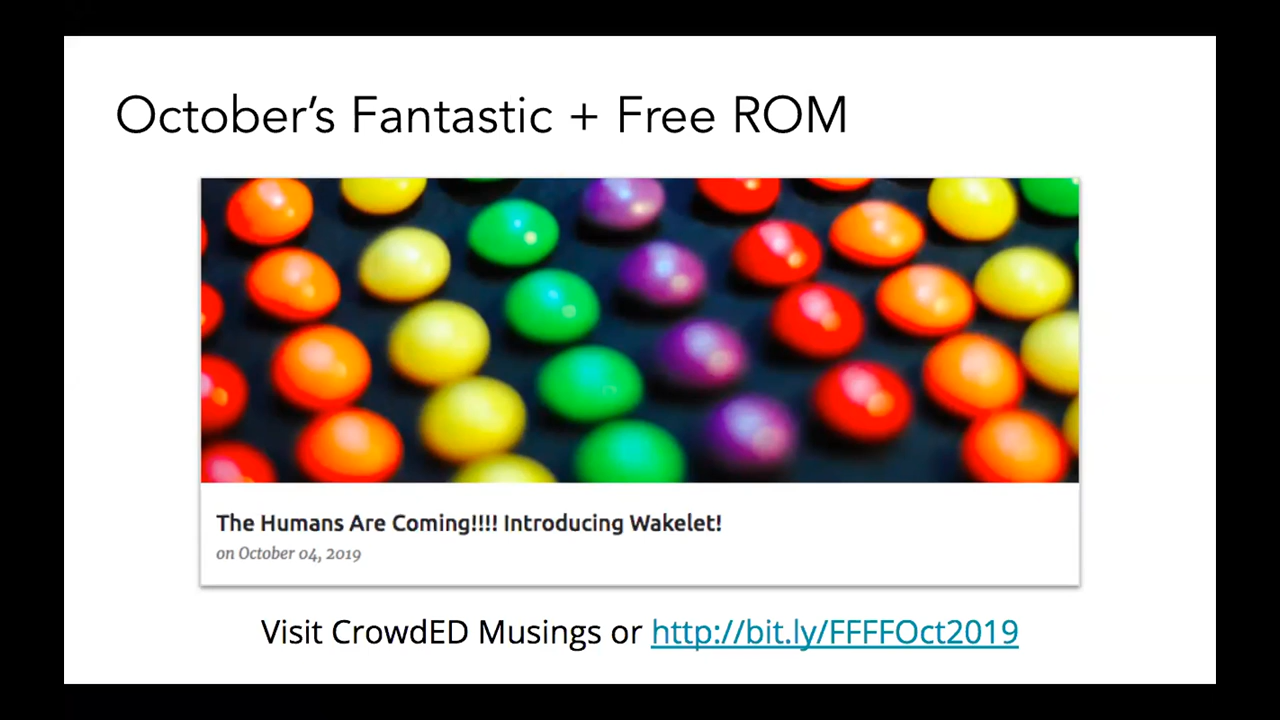 October’s Fantastic + Free ROM
The Humans Are Coming!!!! Introducing Wakelet!
on October 04, 2019
Visit CrowdED Musings or http://bit.ly/FFFFOct2019